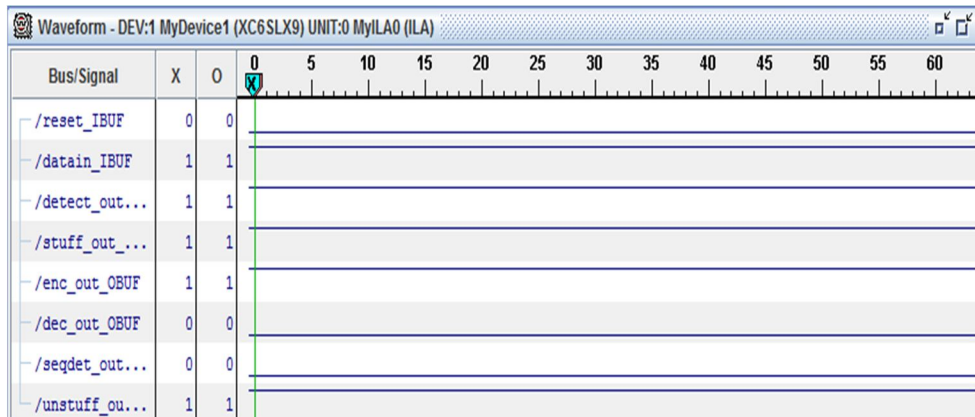 Waveform - DEV:1 MyDevice1 (XC6SLX9) UNIT:0 MyILA0 (ILA)
Bus/Signal X O 0 5 10 15 20 25 30 35 40 45 50 55 60
X
/reset_IBUF 0 0
/datain_IBUF 1 1
/detect_out... 1 1
/stuff_out_... 1 1
/enc_out_OBUF 1 1
/dec_out_OBUF 0 0
/seqdet_out... 0 0
/unstuff_ou... 1 1